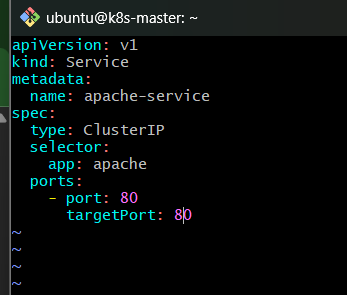 ubuntu@k8s-master: ~
apiVersion: v1
kind: Service
metadata:
  name: apache-service
spec:
  type: ClusterIP
  selector:
    app: apache
  ports:
    - port: 80
      targetPort: 80
~
~
~
~